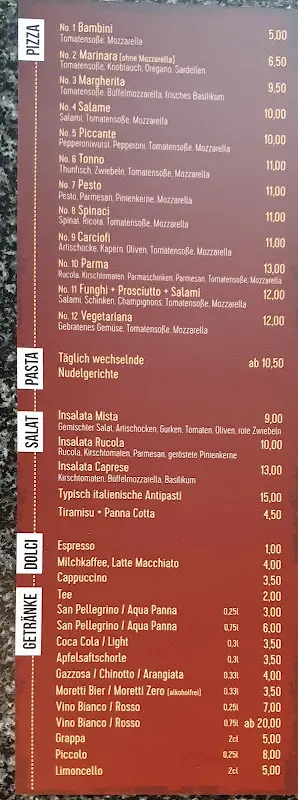 PIZZA
No. 1 Bambini 5,00
Tomatensoße, Mozzarella
No. 2 Marinara [ohne Mozzarella] 6,50
Tomatensoße, Knoblauch, Oregano, Sardellen
No. 3 Margherita 9,50
Tomatensoße, Büffelmozzarella, frisches Basilikum
No. 4 Salame 10,00
Salami, Tomatensoße, Mozzarella
No. 5 Piccante 10,00
Pepperoniwurst, Pepperoni, Tomatensoße, Mozzarella
No. 6 Tonno 11,00
Thunfisch, Zwiebeln, Tomatensoße, Mozzarella
No. 7 Pesto 11,00
Pesto, Parmesan, Pinienkerne, Mozzarella
No. 8 Spinaci 11,00
Spinat, Ricota, Tomatensoße, Mozzarella
No. 9 Carciofi 11,00
Artischocke, Kapern, Oliven, Tomatensoße, Mozzarella
No. 10 Parma 13,00
Rucola, Kirschtomaten, Parmaschinken, Parmesan, Tomatensoße, Mozzarella
No. 11 Funghi + Prosciutto + Salami 12,00
Salami, Schinken, Champignons, Tomatensoße, Mozzarella
No. 12 Vegetariana 12,00
Gebratenes Gemüse, Tomatensoße, Mozzarella
PASTA
Täglich wechselnde ab 10,50
Nudelgerichte
SALAT
Insalata Mista 9,00
Gemischter Salat, Artischocken, Gurken, Tomaten, Oliven, rote Zwiebeln
Insalata Rucola 10,00
Rucola, Kirschtomaten, Parmesan, geröstete Pinienkerne
Insalata Caprese 13,00
Kirschtomaten, Büffelmozzarella, Basilikum
Typisch italienische Antipasti 15,00
Tiramisu + Panna Cotta 4,50
DOLCI
Espresso 1,00
Milchkaffee, Latte Macchiato 4,00
Cappuccino 3,50
GETRÄNKE
Tee 2,00
San Pellegrino / Aqua Panna 0,25l 3,00
San Pellegrino / Aqua Panna 0,75l 6,00
Coca Cola / Light 0,3l 3,50
Apfelsaftschorle 0,3l 3,50
Gazzosa / Chinotto / Arangiata 0,33l 4,00
Moretti Bier / Moretti Zero [alkoholfrei] 0,33l 3,50
Vino Bianco / Rosso 0,25l 7,00
Vino Bianco / Rosso 0,75l ab 20,00
Grappa 2cl 5,00
Piccolo 0,25l 8,00
Limoncello 2cl 5,00